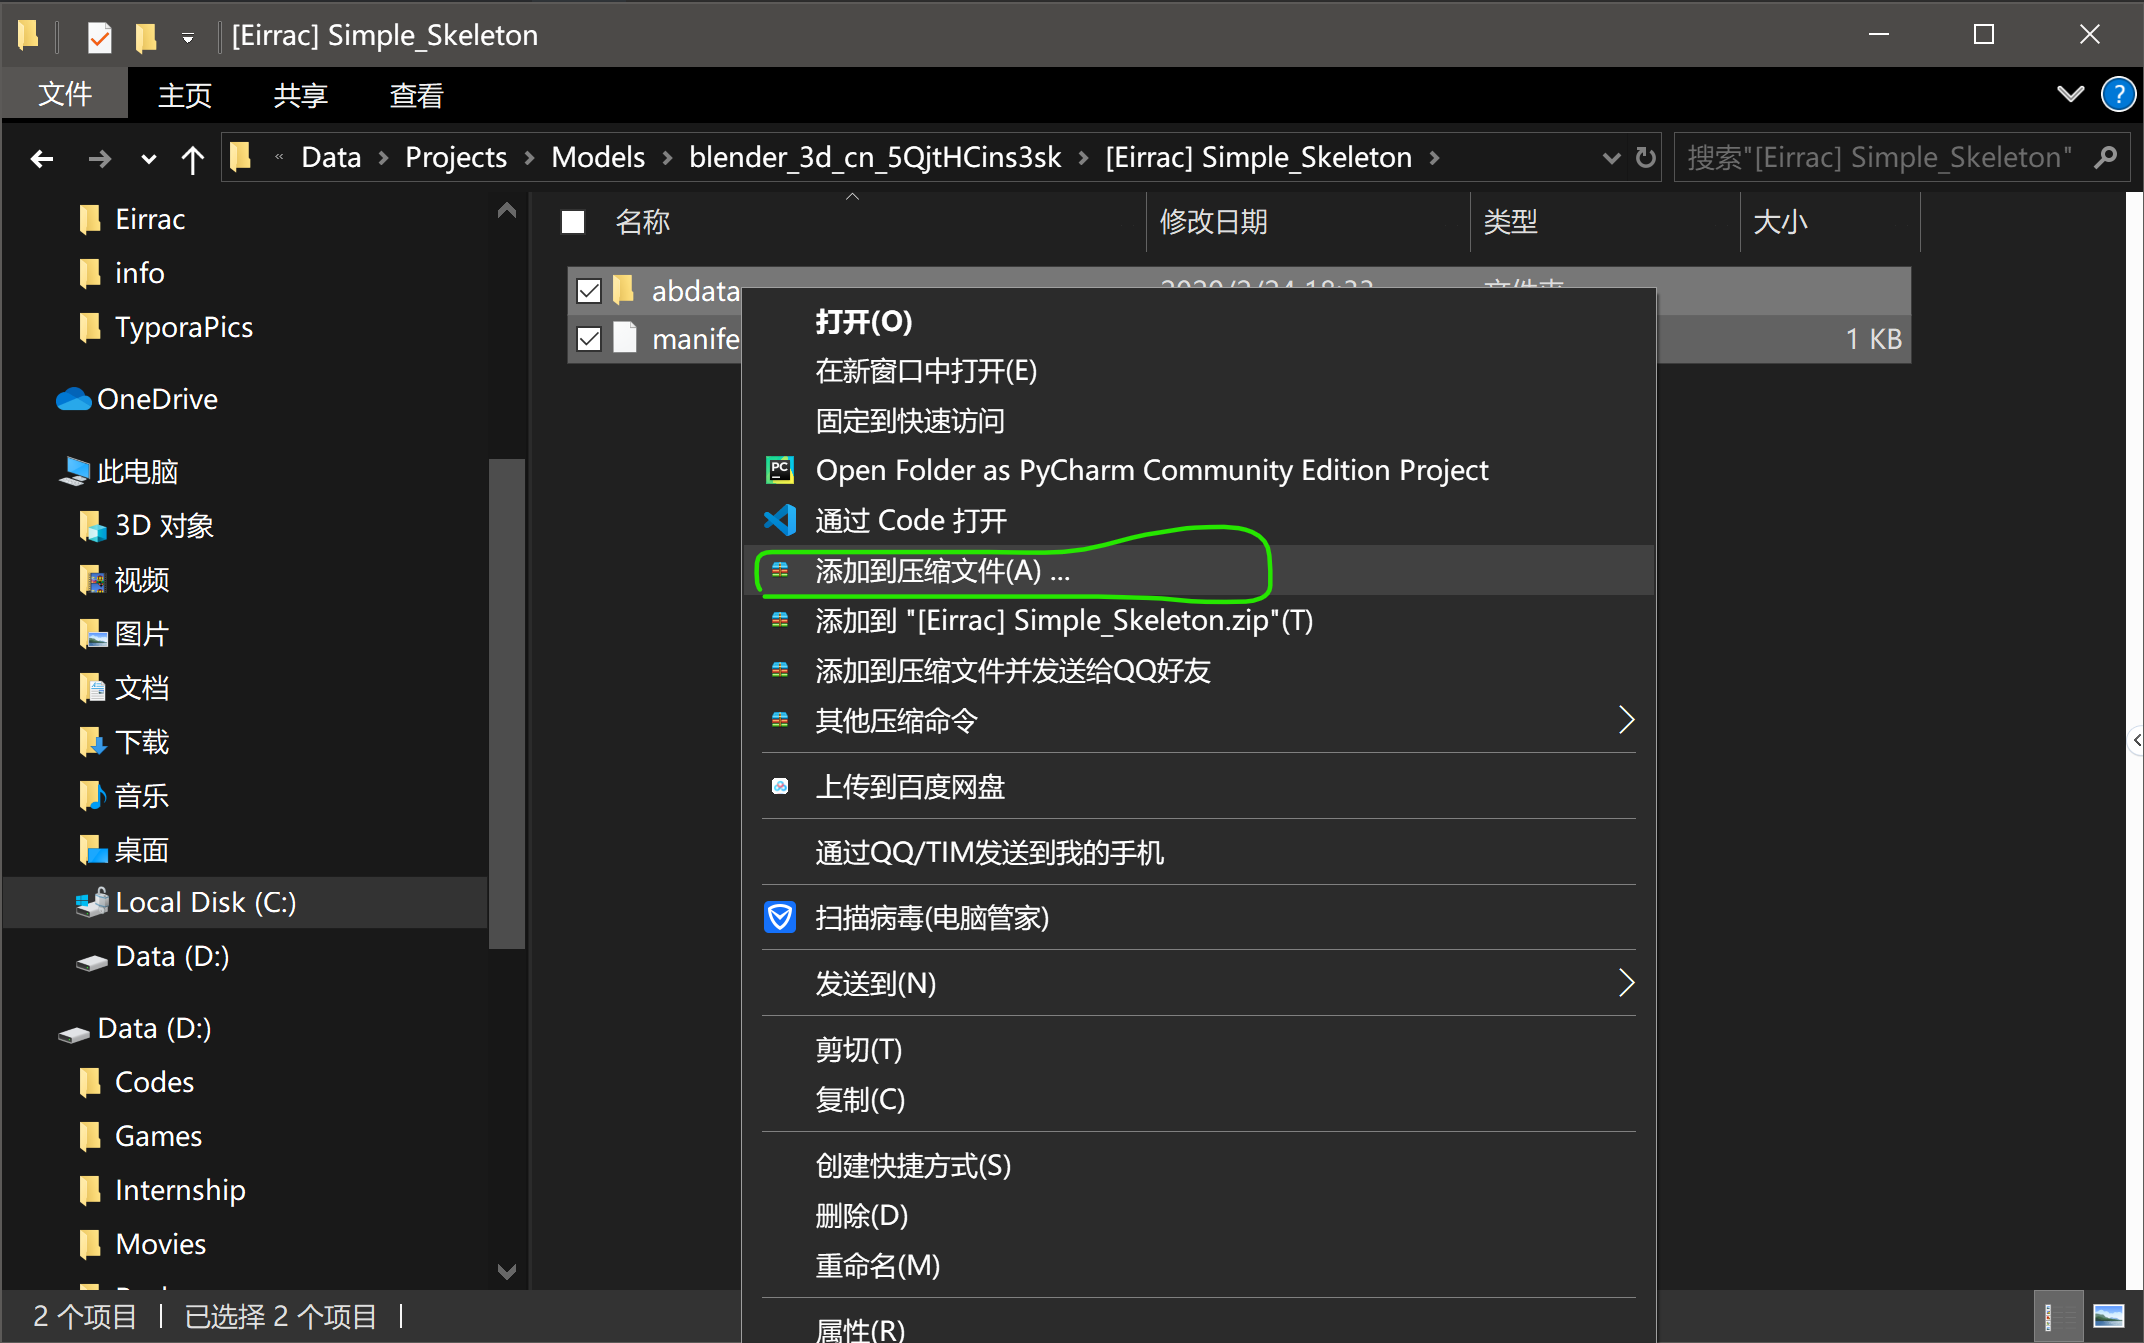 [Eirrac] Simple_Skeleton
文件 主页 共享 查看
« Data > Projects > Models > blender_3d_cn_5QjtHCins3sk > [Eirrac] Simple_Skeleton >
搜索"[Eirrac] Simple_Skeleton"
Eirrac
info
TyporaPics
OneDrive
此电脑
3D 对象
视频
图片
文档
下载
音乐
桌面
Local Disk (C:)
Data (D:)
Data (D:)
Codes
Games
Internship
Movies
名称 修改日期 类型 大小
abdata
manife
1 KB
打开(O)
在新窗口中打开(E)
固定到快速访问
Open Folder as PyCharm Community Edition Project
通过 Code 打开
添加到压缩文件(A) ...
添加到 "[Eirrac] Simple_Skeleton.zip"(T)
添加到压缩文件并发送给QQ好友
其他压缩命令
上传到百度网盘
通过QQ/TIM发送到我的手机
扫描病毒(电脑管家)
发送到(N)
剪切(T)
复制(C)
创建快捷方式(S)
删除(D)
重命名(M)
属性(R)
2 个项目 | 已选择 2 个项目 |